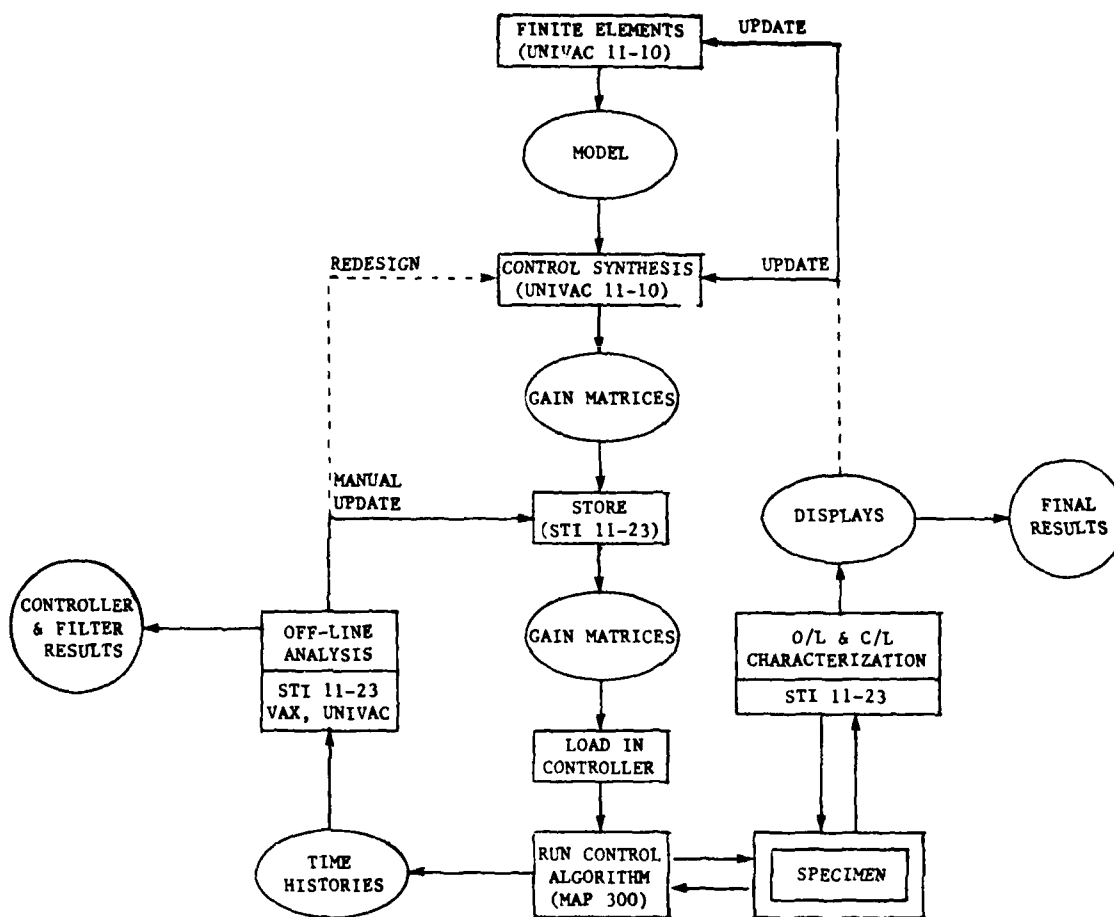 FINITE ELEMENTS
(UNIVAC 11-10)
UPDATE
MODEL
REDESIGN
CONTROL SYNTHESIS
(UNIVAC 11-10)
UPDATE
GAIN MATRICES
MANUAL
UPDATE
STORE
(STI 11-23)
DISPLAYS
FINAL
RESULTS
CONTROLLER
& FILTER
RESULTS
OFF-LINE
ANALYSIS
STI 11-23
VAX, UNIVAC
GAIN MATRICES
O/L & C/L
CHARACTERIZATION
STI 11-23
LOAD IN
CONTROLLER
TIME
HISTORIES
RUN CONTROL
ALGORITHM
(MAP 300)
SPECIMEN